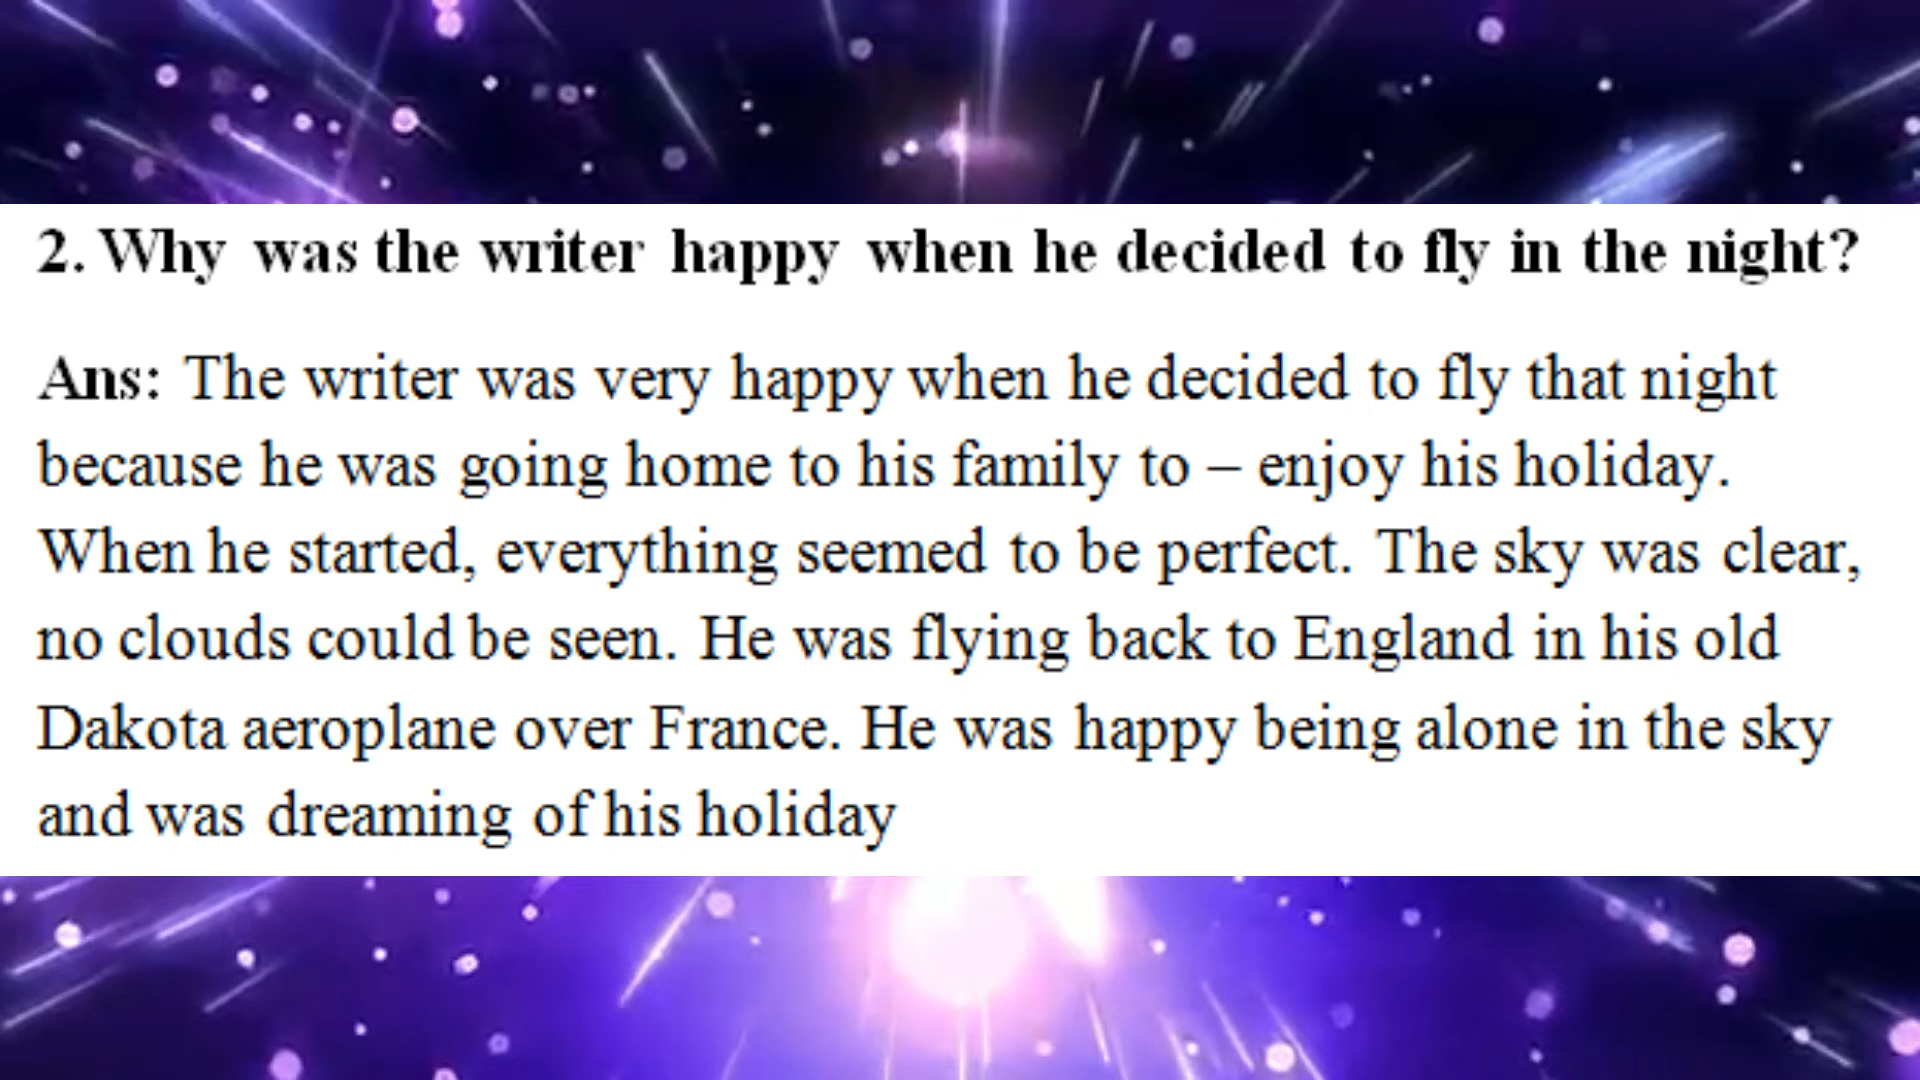 2. Why was the writer happy when he decided to fly in the night?
Ans: The writer was very happy when he decided to fly that night
because he was going home to his family to – enjoy his holiday.
When he started, everything seemed to be perfect. The sky was clear,
no clouds could be seen. He was flying back to England in his old
Dakota aeroplane over France. He was happy being alone in the sky
and was dreaming of his holiday